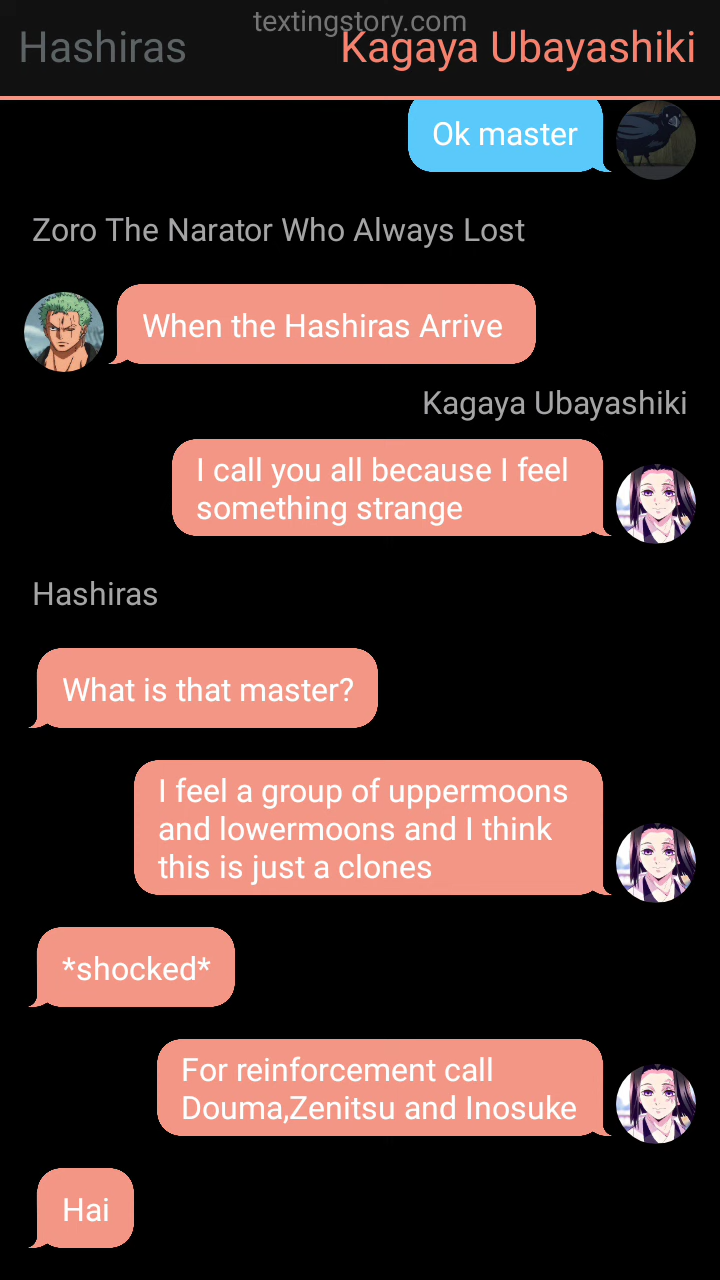 textingstory.com
Hashiras
Kagaya Ubayashiki
Ok master
Zoro The Narator Who Always Lost
When the Hashiras Arrive
Kagaya Ubayashiki
I call you all because I feel
something strange
Hashiras
What is that master?
I feel a group of uppermoons
and lowermoons and I think
this is just a clones
*shocked*
For reinforcement call
Douma,Zenitsu and Inosuke
Hai